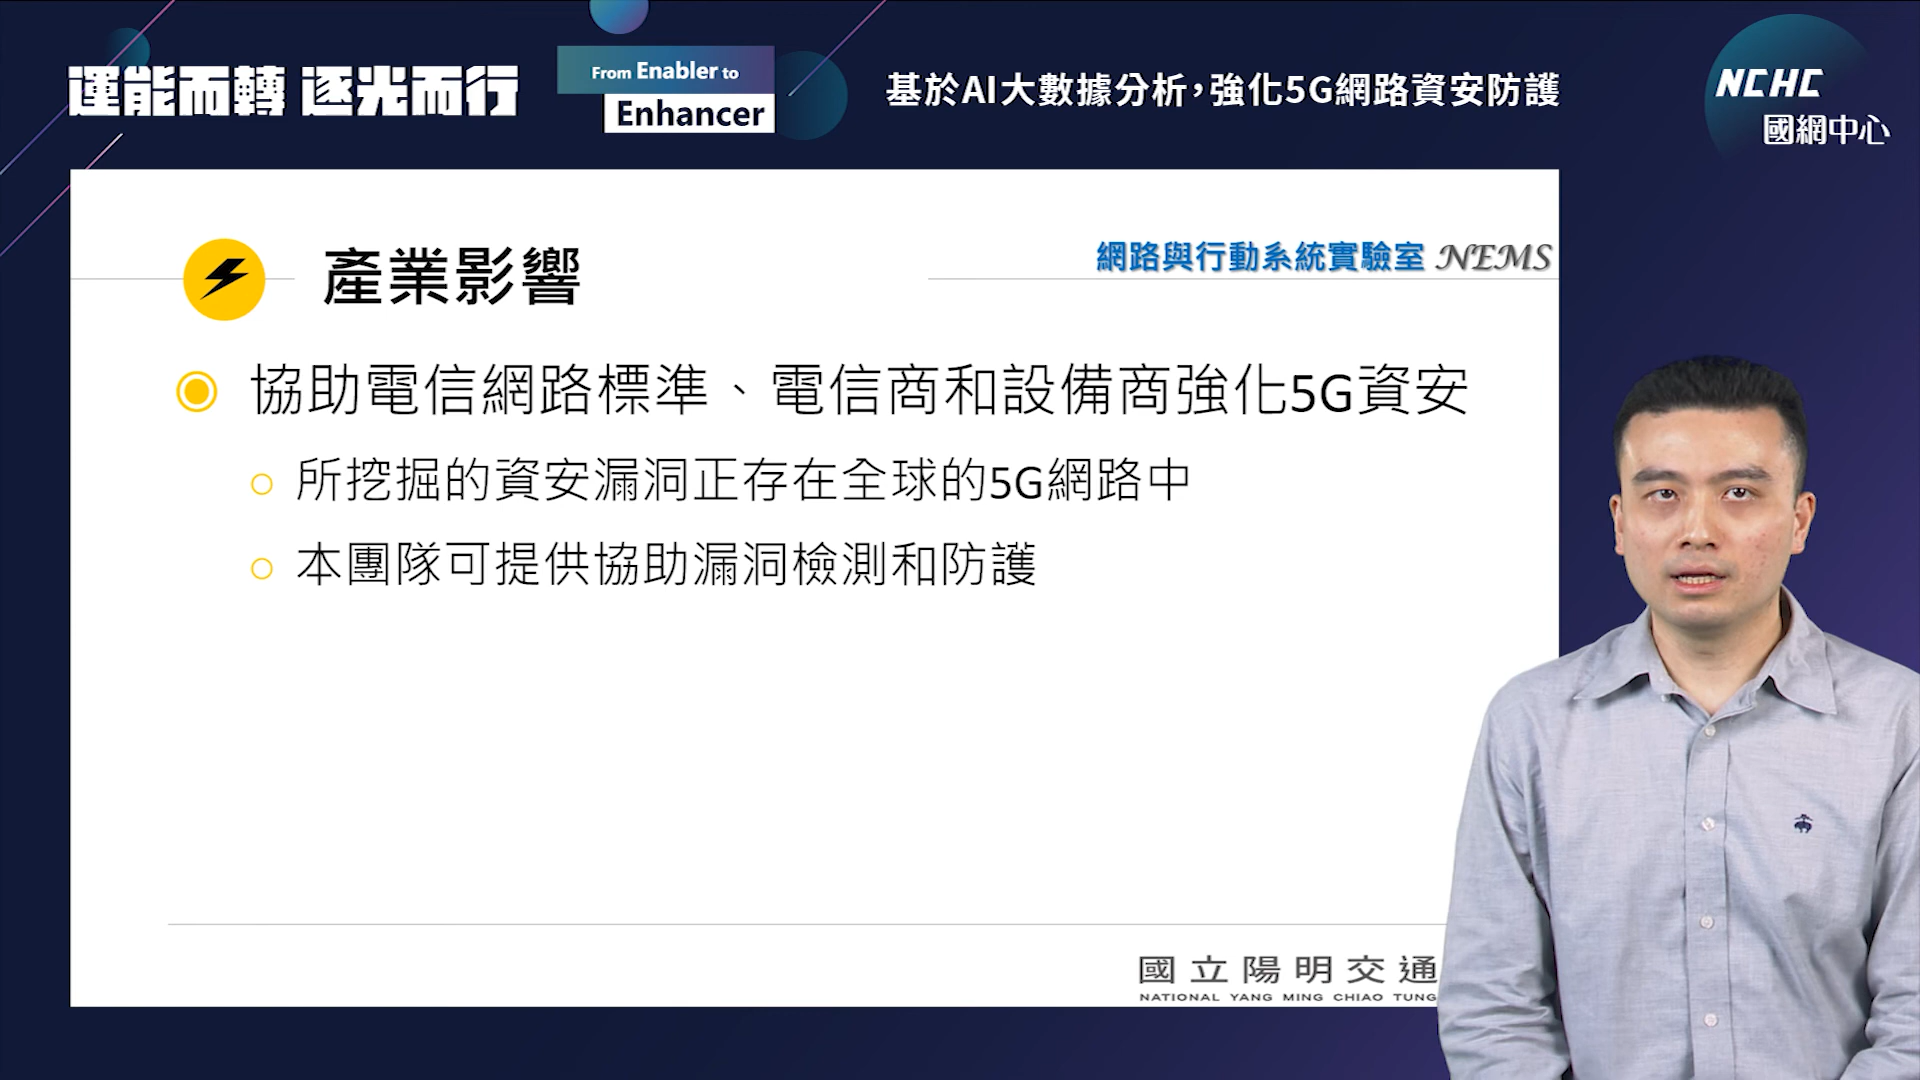 運能而轉 逐光而行
From Enabler to
Enhancer
基於AI大數據分析，強化5G網路資安防護
NCHC
國網中心
產業影響
網路與行動系統實驗室 NEMS
協助電信網路標準、電信商和設備商強化5G資安
所挖掘的資安漏洞正存在全球的5G網路中
本團隊可提供協助漏洞檢測和防護
國立陽明交通
NATIONAL YANG MING CHIAO TUNG